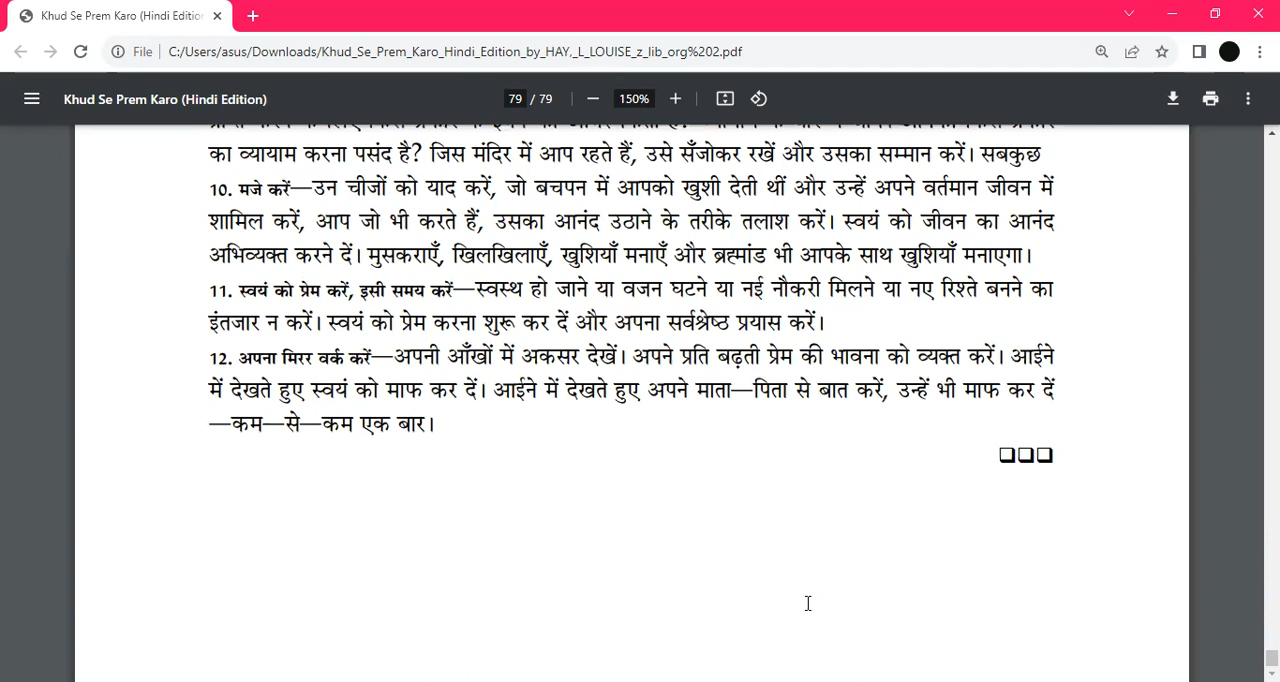 Khud Se Prem Karo (Hindi Edition
File C:/Users/asus/Downloads/Khud_Se_Prem_Karo_Hindi_Edition_by_HAY,_L_LOUISE_z_lib_org%202.pdf
Khud Se Prem Karo (Hindi Edition) 79 / 79 150%
का व्यायाम करना पसंद है? जिस मंदिर में आप रहते हैं, उसे सँजोकर रखें और उसका सम्मान करें। सबकुछ
10. मजे करें—उन चीजों को याद करें, जो बचपन में आपको खुशी देती थीं और उन्हें अपने वर्तमान जीवन में
शामिल करें, आप जो भी करते हैं, उसका आनंद उठाने के तरीके तलाश करें। स्वयं को जीवन का आनंद
अभिव्यक्त करने दें। मुसकराएँ, खिलखिलाएँ, खुशियाँ मनाएँ और ब्रह्मांड भी आपके साथ खुशियाँ मनाएगा।
11. स्वयं को प्रेम करें, इसी समय करें—स्वस्थ हो जाने या वजन घटने या नई नौकरी मिलने या नए रिश्ते बनने का
इंतजार न करें। स्वयं को प्रेम करना शुरू कर दें और अपना सर्वश्रेष्ठ प्रयास करें।
12. अपना मिरर वर्क करें—अपनी आँखों में अकसर देखें। अपने प्रति बढ़ती प्रेम की भावना को व्यक्त करें। आईने
में देखते हुए स्वयं को माफ कर दें। आईने में देखते हुए अपने माता—पिता से बात करें, उन्हें भी माफ कर दें
—कम—से—कम एक बार।